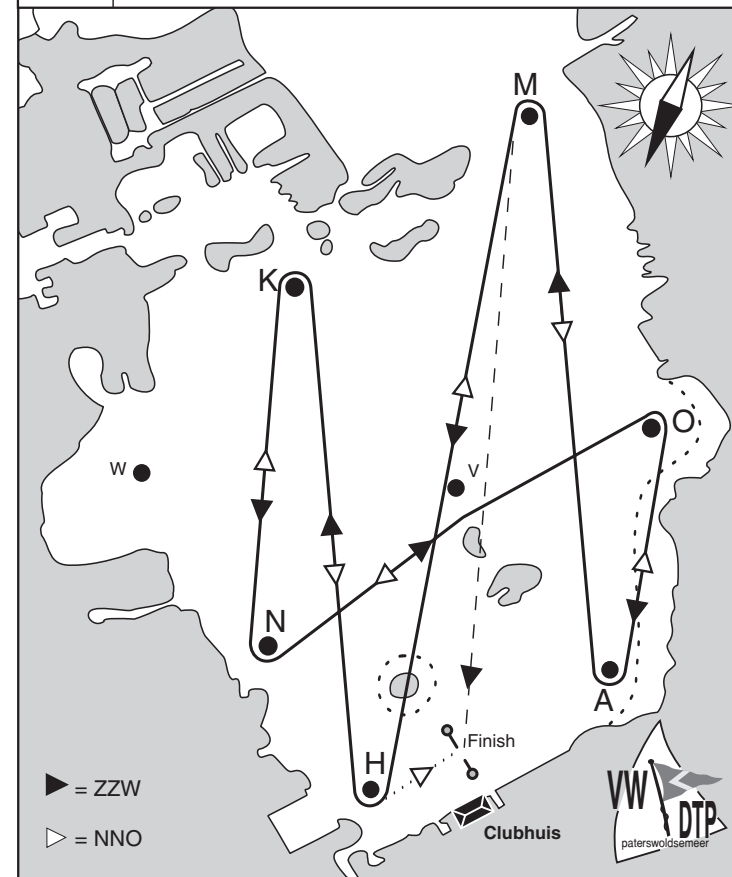 M
K
O
W
V
N
A
H
Finish
= ZZW
= NNO
Clubhuis
VW
DTP
paterswoldsemeer